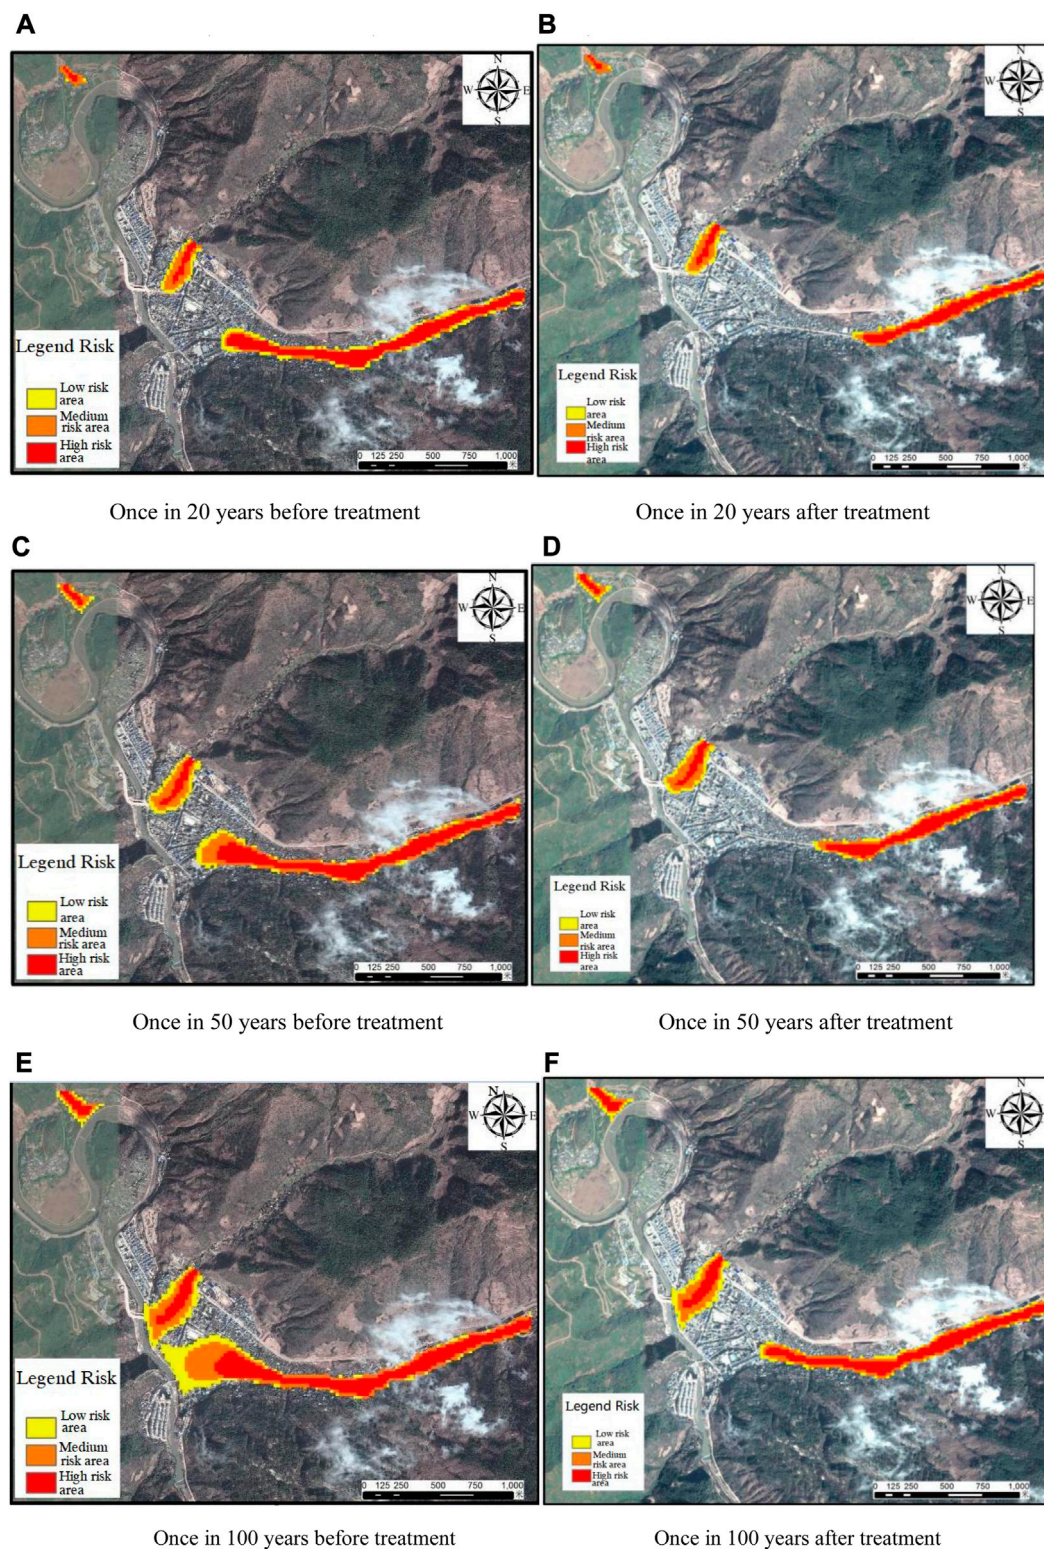 A
B
N
W E
S
Legend Risk
Low risk
area
Medium
risk area
High risk
area
0 125 250 500 750 1,000
米
N
W E
S
Legend Risk
Low risk
area
Medium
risk area
High risk
area
0 125 250 500 750 1,000
米
Once in 20 years before treatment
Once in 20 years after treatment
C
D
N
W E
S
Legend Risk
Low risk
area
Medium
risk area
High risk
area
0 125 250 500 750 1,000
米
N
W E
S
Legend Risk
Low risk
area
Medium
risk area
High risk
area
0 125 250 500 750 1,000
米
Once in 50 years before treatment
Once in 50 years after treatment
E
F
N
W E
S
Legend Risk
Low risk
area
Medium
risk area
High risk
area
0 125 250 500 750 1,000
米
N
W E
S
Legend Risk
Low risk
area
Medium
risk area
High risk
area
0 125 250 500 750 1,000
米
Once in 100 years before treatment
Once in 100 years after treatment